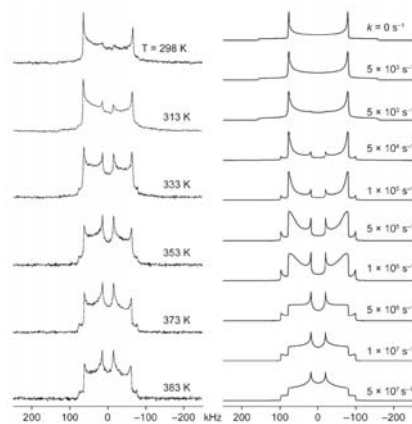 T = 298 K
313 K
333 K
353 K
373 K
383 K
200 100 0 −100 −200
kHz
k = 0 s⁻¹
5 × 10³ s⁻¹
5 × 10³ s⁻¹
5 × 10⁴ s⁻¹
1 × 10⁵ s⁻¹
5 × 10⁵ s⁻¹
1 × 10⁶ s⁻¹
5 × 10⁶ s⁻¹
1 × 10⁷ s⁻¹
5 × 10⁷ s⁻¹
200 100 0 −100 −200